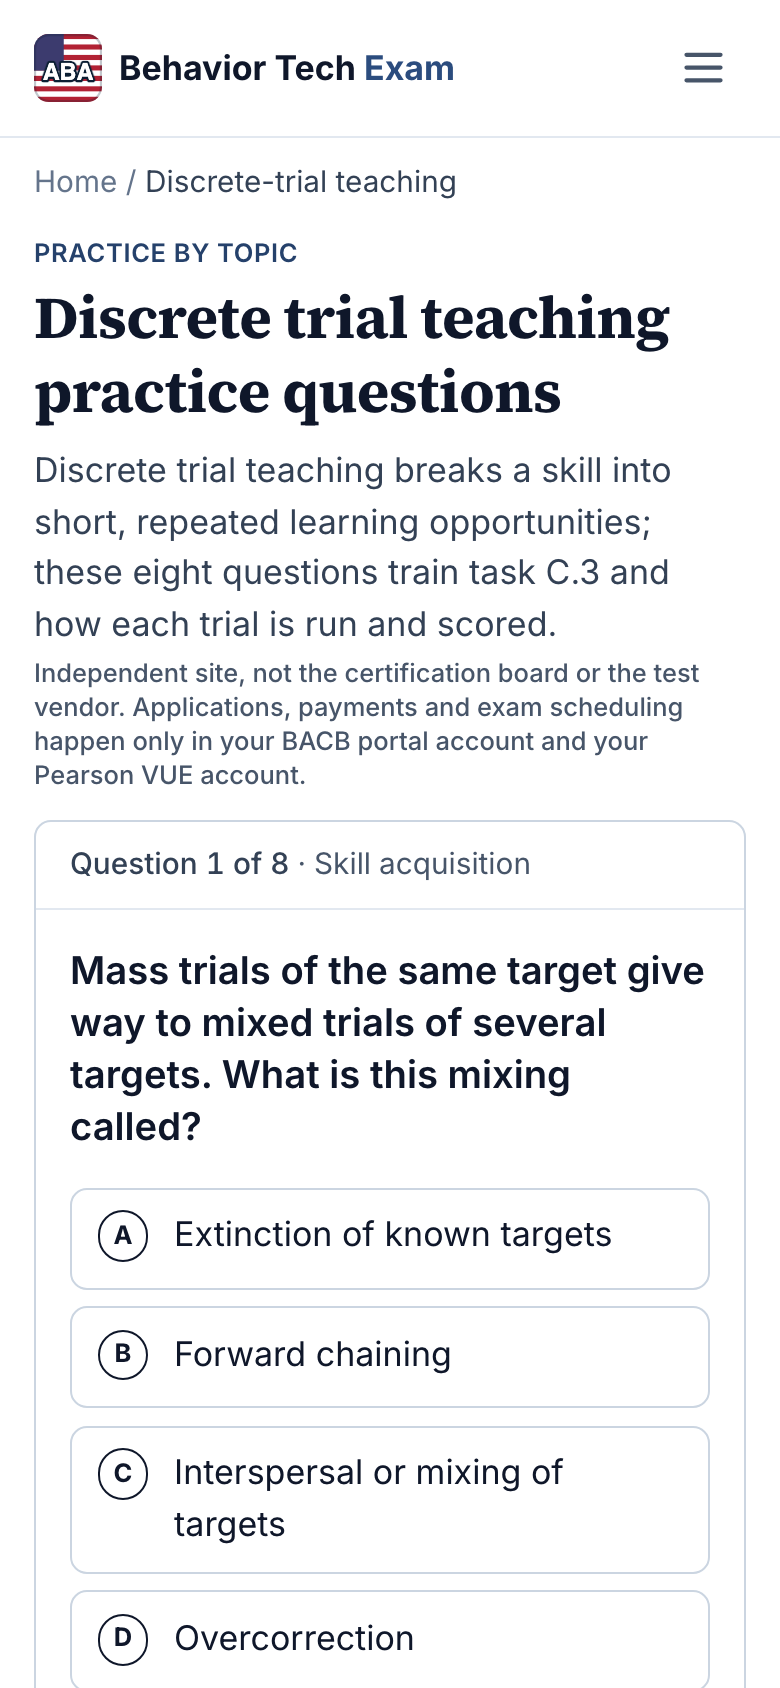 ABA Behavior Tech Exam
Home / Discrete-trial teaching
PRACTICE BY TOPIC
Discrete trial teaching
practice questions
Discrete trial teaching breaks a skill into
short, repeated learning opportunities;
these eight questions train task C.3 and
how each trial is run and scored.
Independent site, not the certification board or the test
vendor. Applications, payments and exam scheduling
happen only in your BACB portal account and your
Pearson VUE account.
Question 1 of 8 · Skill acquisition
Mass trials of the same target give
way to mixed trials of several
targets. What is this mixing
called?
A Extinction of known targets
B Forward chaining
C Interspersal or mixing of
targets
D Overcorrection